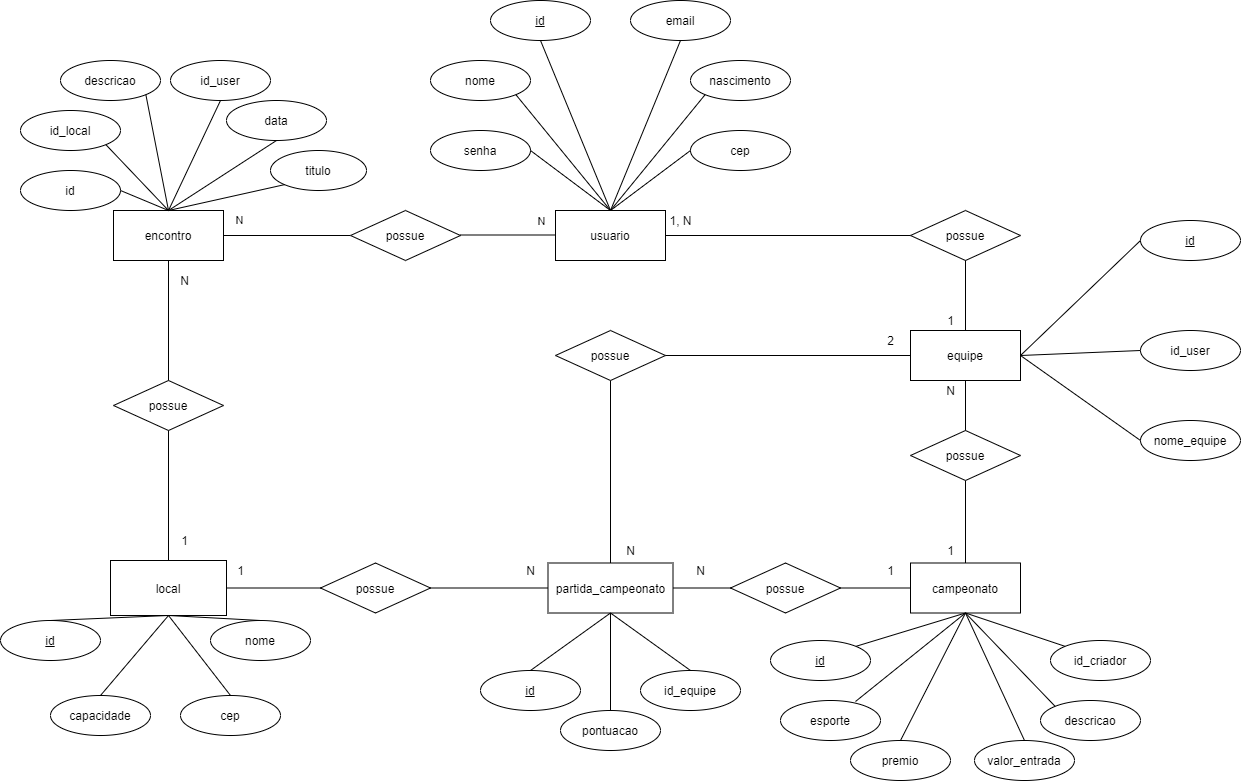 id
email
descricao
id_user
nome
nascimento
id_local
data
senha
cep
titulo
id
N
N
1, N
encontro
possue
usuario
possue
id
N
1
2
possue
equipe
id_user
N
possue
nome_equipe
possue
1
N
1
1
N
N
1
local
possue
partida_campeonato
possue
campeonato
id
nome
id
id_criador
id
id_equipe
capacidade
cep
esporte
descricao
pontuacao
premio
valor_entrada